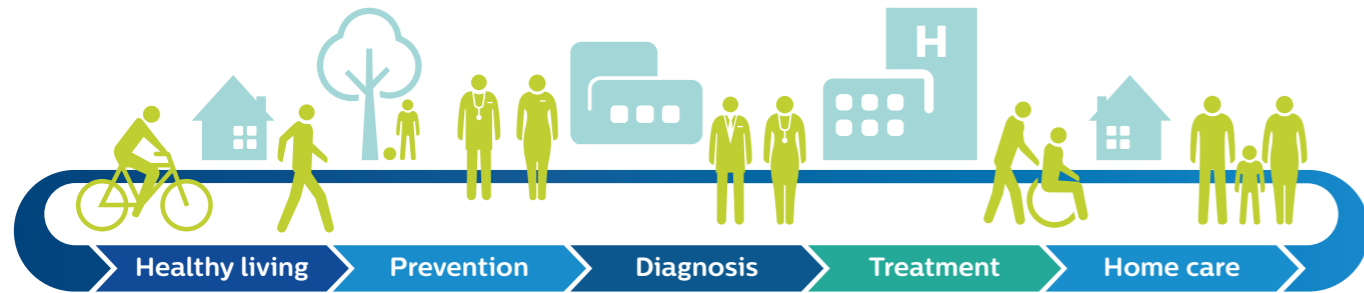 H
Healthy living
Prevention
Diagnosis
Treatment
Home care